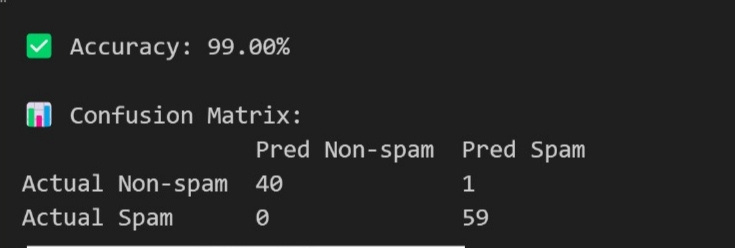 ✅ Accuracy: 99.00%
📊 Confusion Matrix:
Pred Non-spam Pred Spam
Actual Non-spam 40 1
Actual Spam 0 59